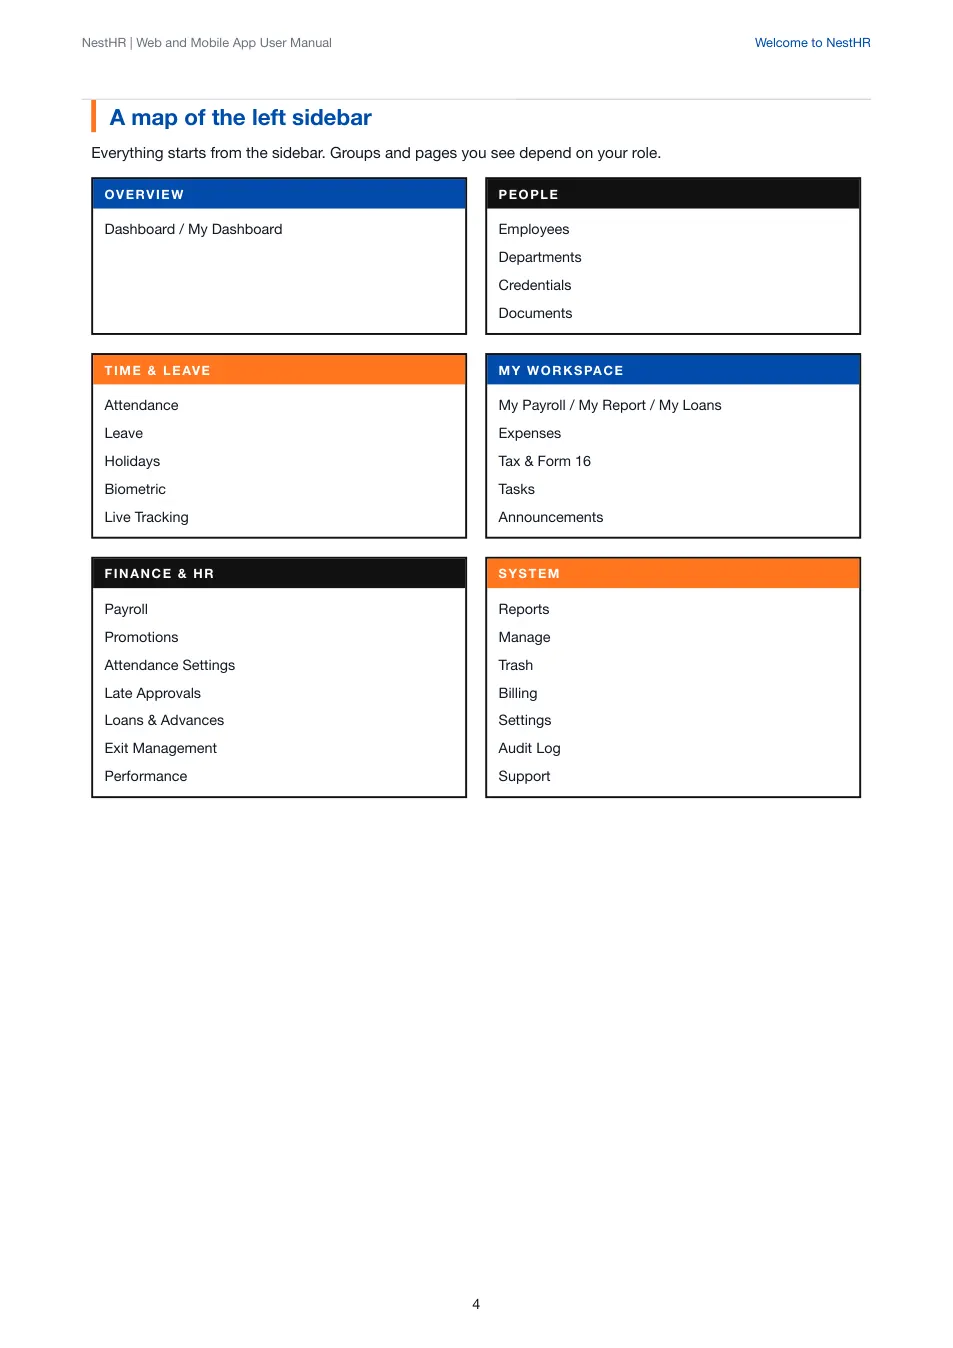 NestHR | Web and Mobile App User Manual
Welcome to NestHR
A map of the left sidebar
Everything starts from the sidebar. Groups and pages you see depend on your role.
OVERVIEW
Dashboard / My Dashboard
PEOPLE
Employees
Departments
Credentials
Documents
TIME & LEAVE
Attendance
Leave
Holidays
Biometric
Live Tracking
MY WORKSPACE
My Payroll / My Report / My Loans
Expenses
Tax & Form 16
Tasks
Announcements
FINANCE & HR
Payroll
Promotions
Attendance Settings
Late Approvals
Loans & Advances
Exit Management
Performance
SYSTEM
Reports
Manage
Trash
Billing
Settings
Audit Log
Support
4